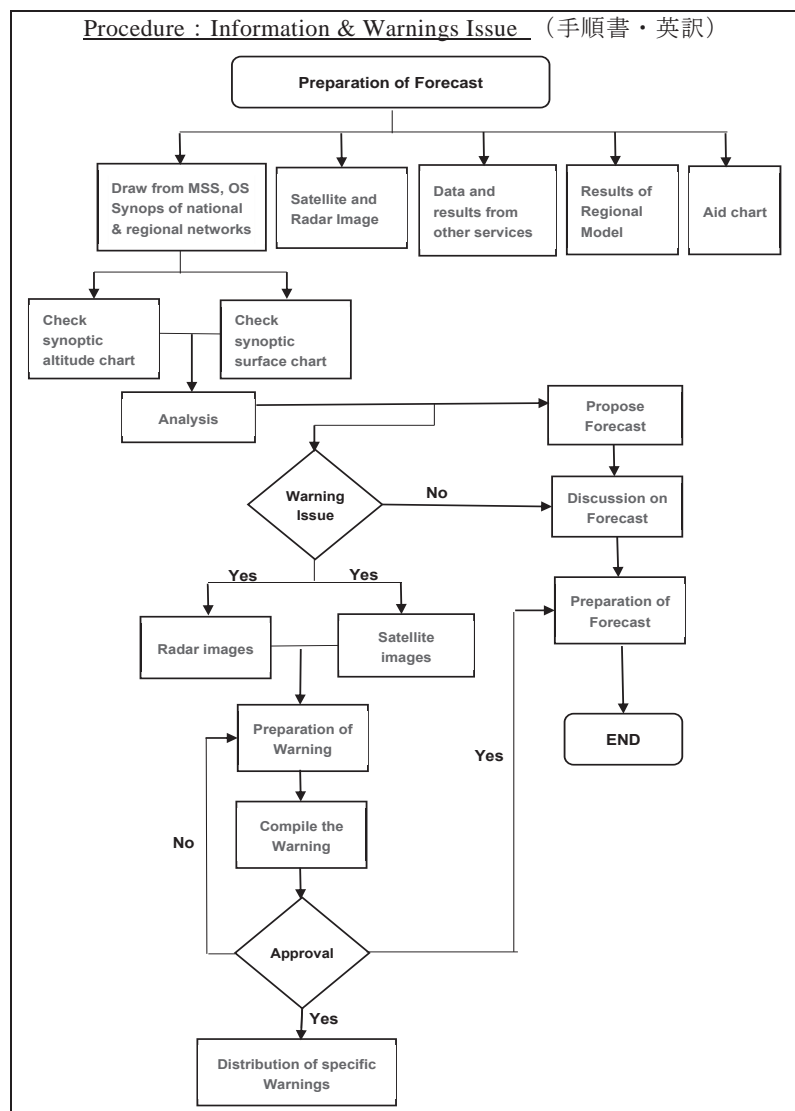 Procedure : Information & Warnings Issue （手順書・英訳）
Preparation of Forecast
Draw from MSS, OS
Synops of national
& regional networks
Satellite and
Radar Image
Data and
results from
other services
Results of
Regional
Model
Aid chart
Check
synoptic
altitude chart
Check
synoptic
surface chart
Analysis
Propose
Forecast
Warning
Issue
No
Discussion on
Forecast
Yes
Yes
Preparation of
Forecast
Radar images
Satellite
images
Preparation of
Warning
END
Yes
No
Compile the
Warning
Approval
Yes
Distribution of specific
Warnings